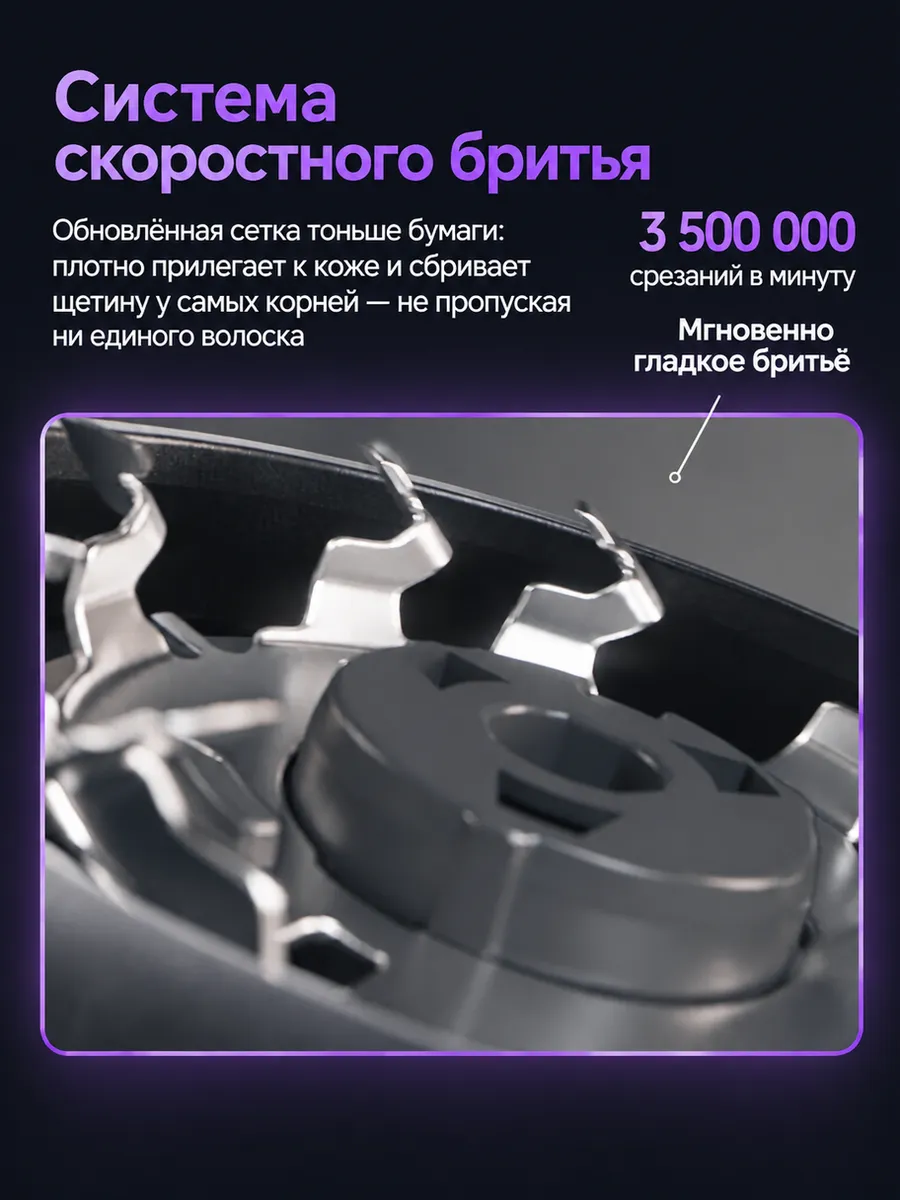 Система
скоростного бритья
Обновлённая сетка тоньше бумаги:
плотно прилегает к коже и сбривает
щетину у самых корней — не пропуская
ни единого волоска
3 500 000
срезаний в минуту
Мгновенно
гладкое бритьё